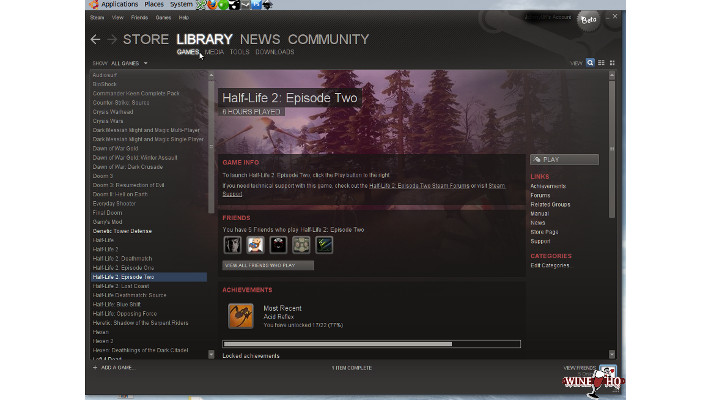 Applications Places System
Store View Friends Games Help
Beta
STORE LIBRARY NEWS COMMUNITY
GAMES MEDIA TOOLS DOWNLOADS
SHOW: ALL GAMES
VIEW
Audiosurf
BioShock
Commander Keen Complete Pack
Counter-Strike: Source
Crysis Warhead
Crysis Wars
Dark Messiah Might and Magic Multi-Player
Dark Messiah Might and Magic Single Player
Dawn of War Gold
Dawn of War: Winter Assault
Dawn of War: Dark Crusade
Doom 3
Doom 3: Resurrection of Evil
Doom II: Hell on Earth
Everyday Shooter
Final Doom
Garry's Mod
Genetic Tower Defense
Half-Life
Half-Life 2
Half-Life 2: Deathmatch
Half-Life 2: Episode One
Half-Life 2: Episode Two
Half-Life 2: Lost Coast
Half-Life Deathmatch: Source
Half-Life: Blue Shift
Half-Life: Opposing Force
Heretic: Shadow of the Serpent Riders
Hexen
Hexen 2
Hexen: Deathkings of the Dark Citadel
Half-Life 2: Episode Two
6 HOURS PLAYED
GAME INFO
To launch Half-Life 2: Episode Two, click the Play button to the right
If you need technical support with this game, check out the Half-Life 2: Episode Two Steam Forums or visit Steam
Support.
FRIENDS
You have 5 Friends who play Half-Life 2: Episode Two
VIEW ALL FRIENDS WHO PLAY
ACHIEVEMENTS
Most Recent
Acid Reflex
You have unlocked 17/22 (77%)
Locked achievements
PLAY
LINKS
Achievements
Forums
Related Groups
Manual
News
Store Page
Support
CATEGORIES
Edit Categories...
+ ADD A GAME...
1 ITEM COMPLETE
VIEW FRIENDS
WINE HQ